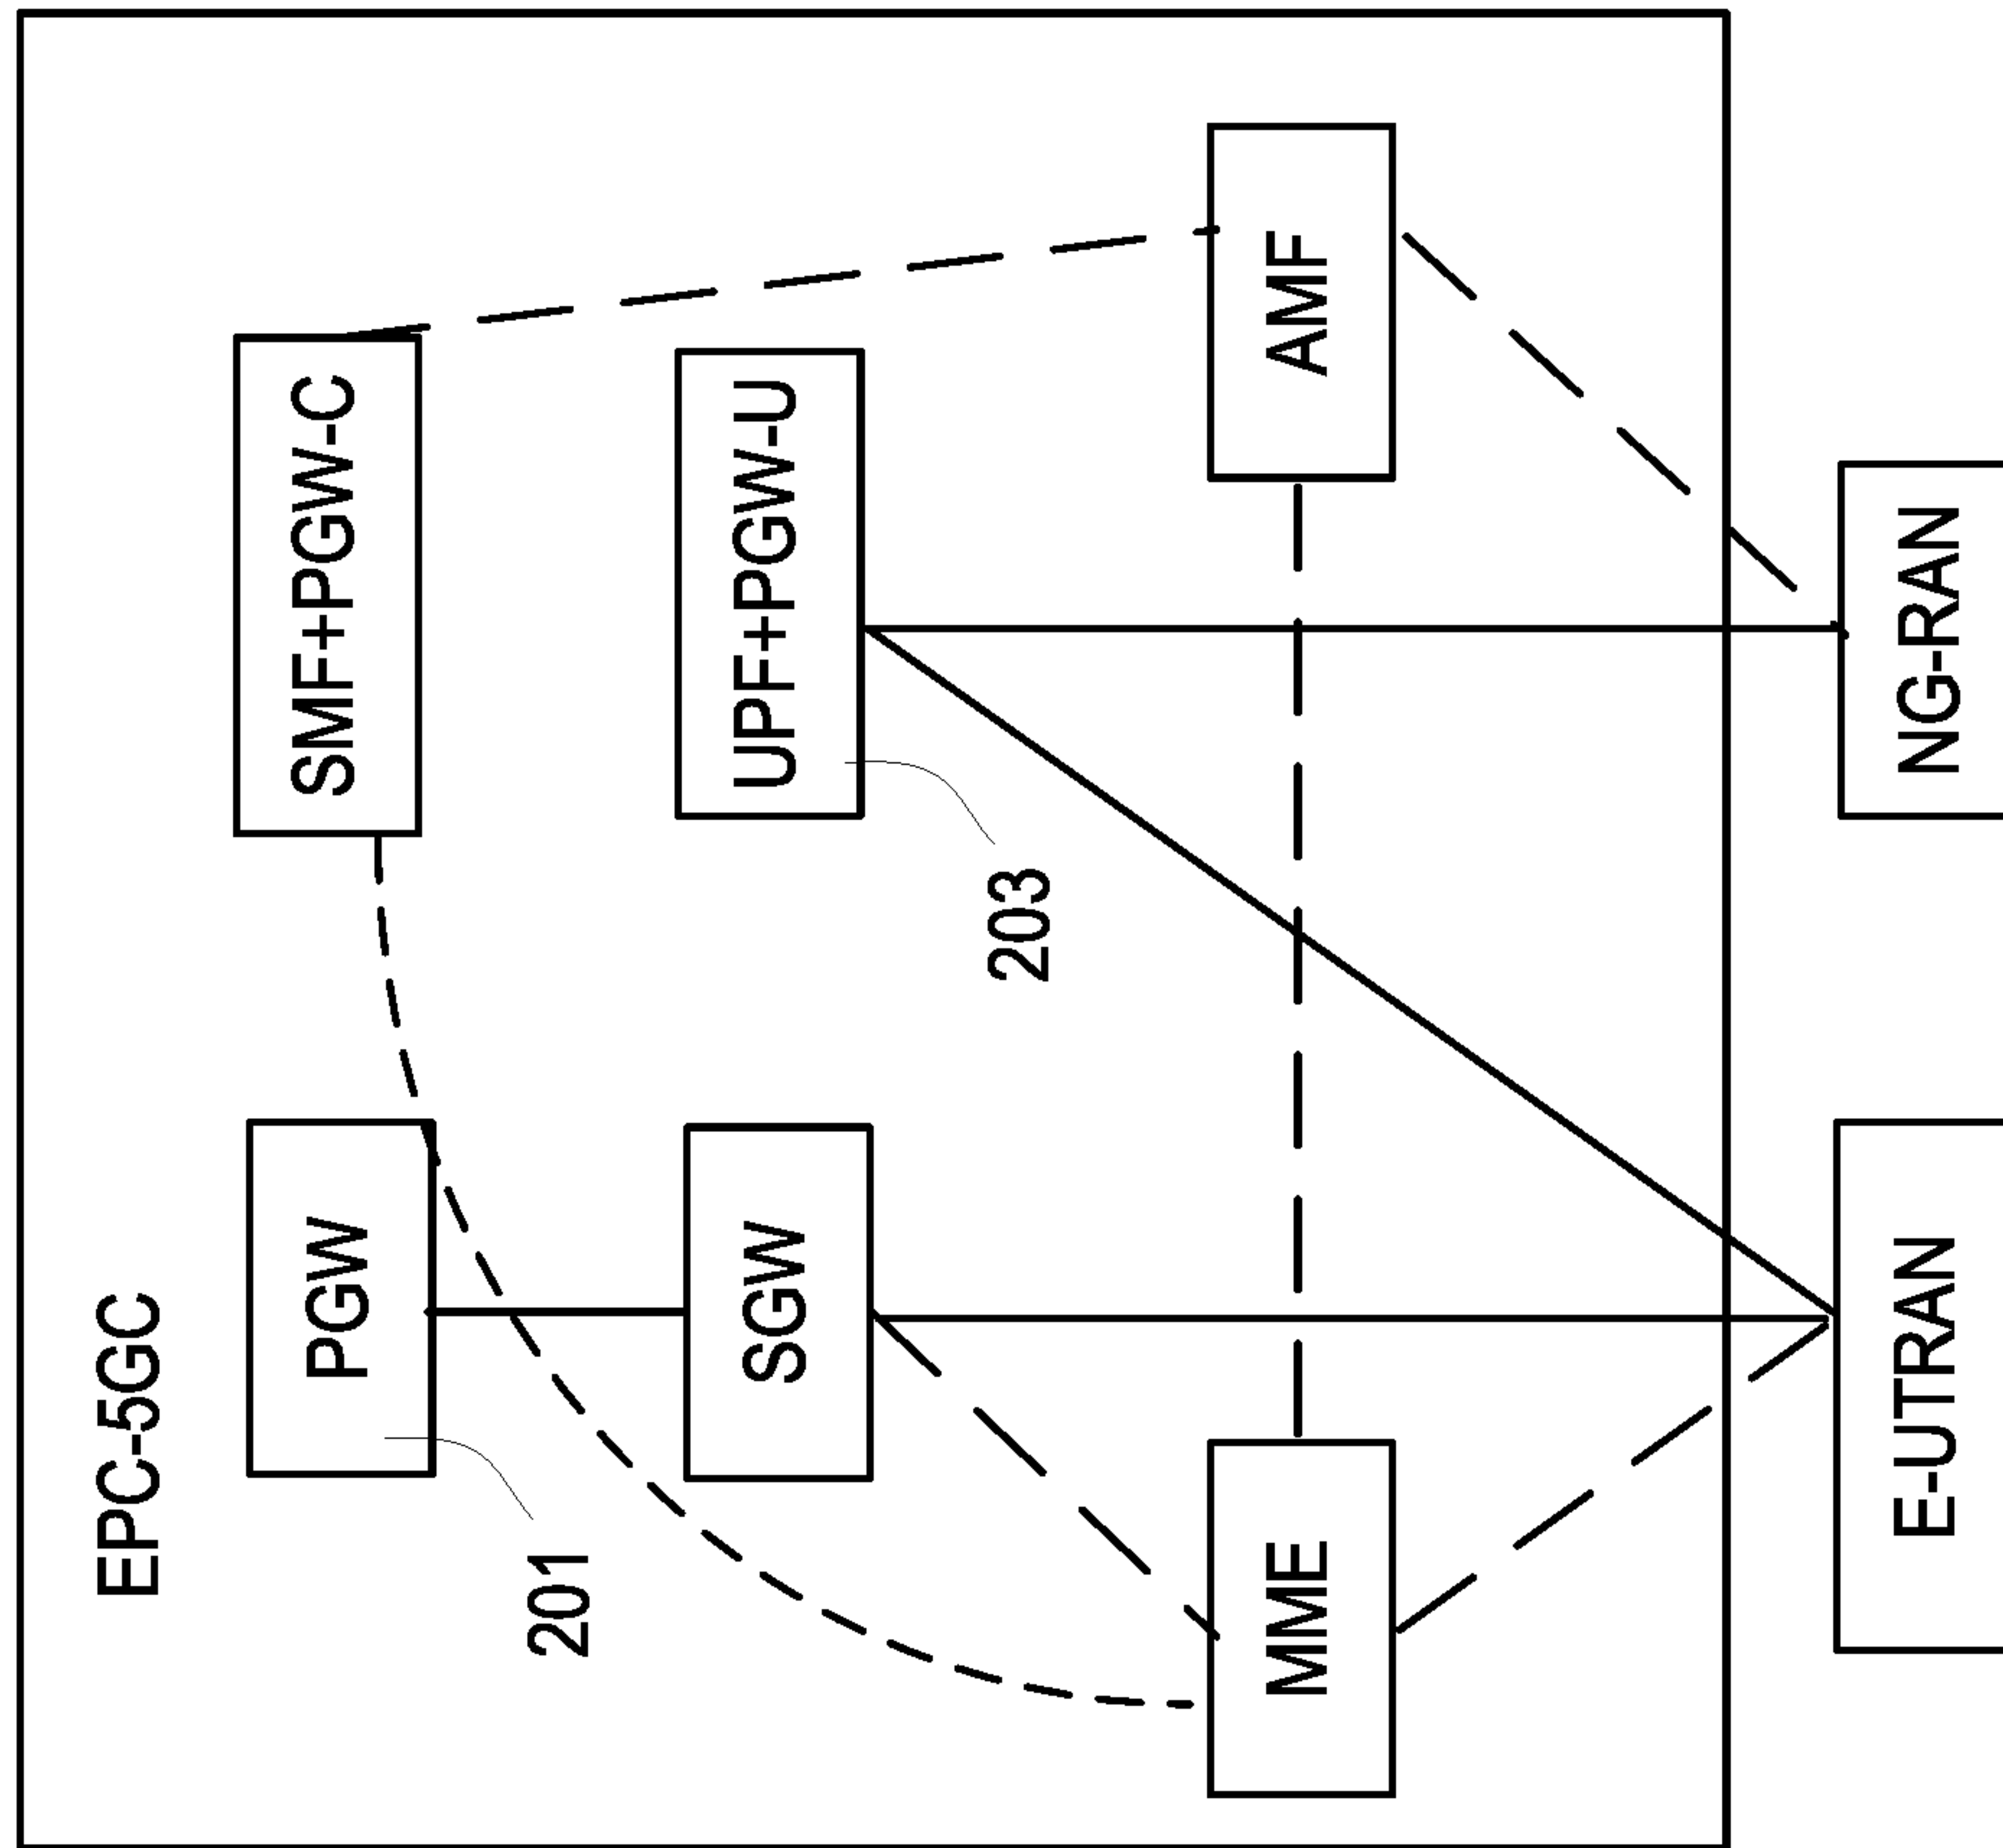 EPC-5GC
PGW
SMF+PGW-C
201
SGW
UPF+PGW-U
203
MME
AMF
E-UTRAN
NG-RAN